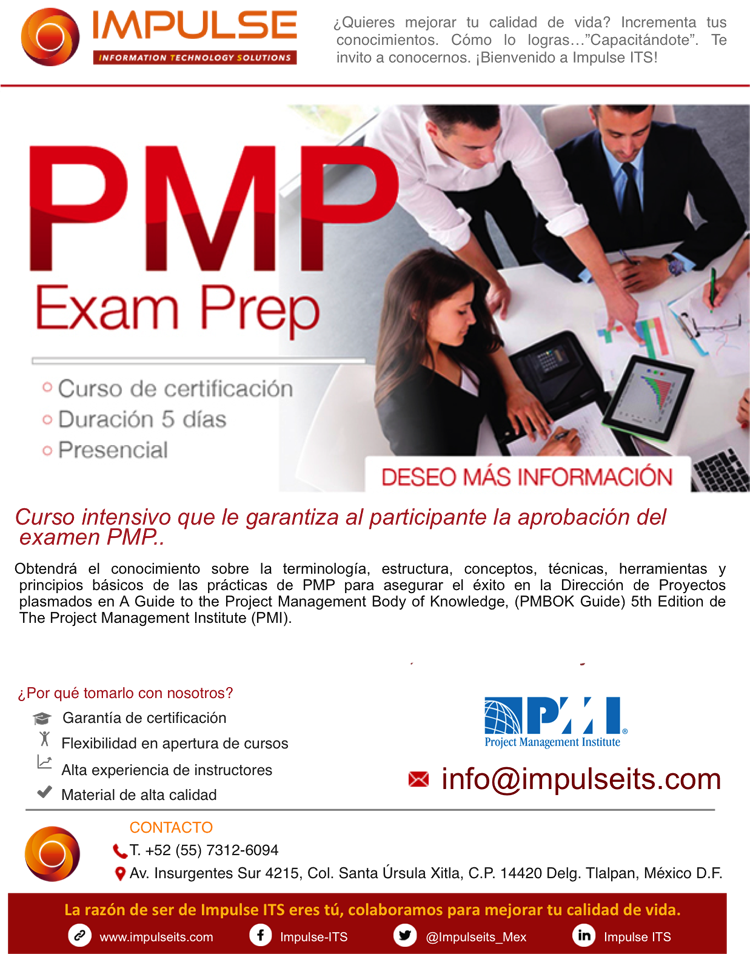 IMPULSE
INFORMATION TECHNOLOGY SOLUTIONS
¿Quieres mejorar tu calidad de vida? Incrementa tus
conocimientos. Cómo lo logras…”Capacitándote”. Te
invito a conocernos. ¡Bienvenido a Impulse ITS!
PMP
Exam Prep
Curso de certificación
Duración 5 días
Presencial
DESEO MÁS INFORMACIÓN
Curso intensivo que le garantiza al participante la aprobación del
examen PMP..
Obtendrá el conocimiento sobre la terminología, estructura, conceptos, técnicas, herramientas y
principios básicos de las prácticas de PMP para asegurar el éxito en la Dirección de Proyectos
plasmados en A Guide to the Project Management Body of Knowledge, (PMBOK Guide) 5th Edition de
The Project Management Institute (PMI).
¿Por qué tomarlo con nosotros?
Garantía de certificación
Flexibilidad en apertura de cursos
Alta experiencia de instructores
Material de alta calidad
PMI®
Project Management Institute
info@impulseits.com
CONTACTO
T. +52 (55) 7312-6094
Av. Insurgentes Sur 4215, Col. Santa Úrsula Xitla, C.P. 14420 Delg. Tlalpan, México D.F.
La razón de ser de Impulse ITS eres tú, colaboramos para mejorar tu calidad de vida.
www.impulseits.com
Impulse-ITS
@Impulseits_Mex
Impulse ITS